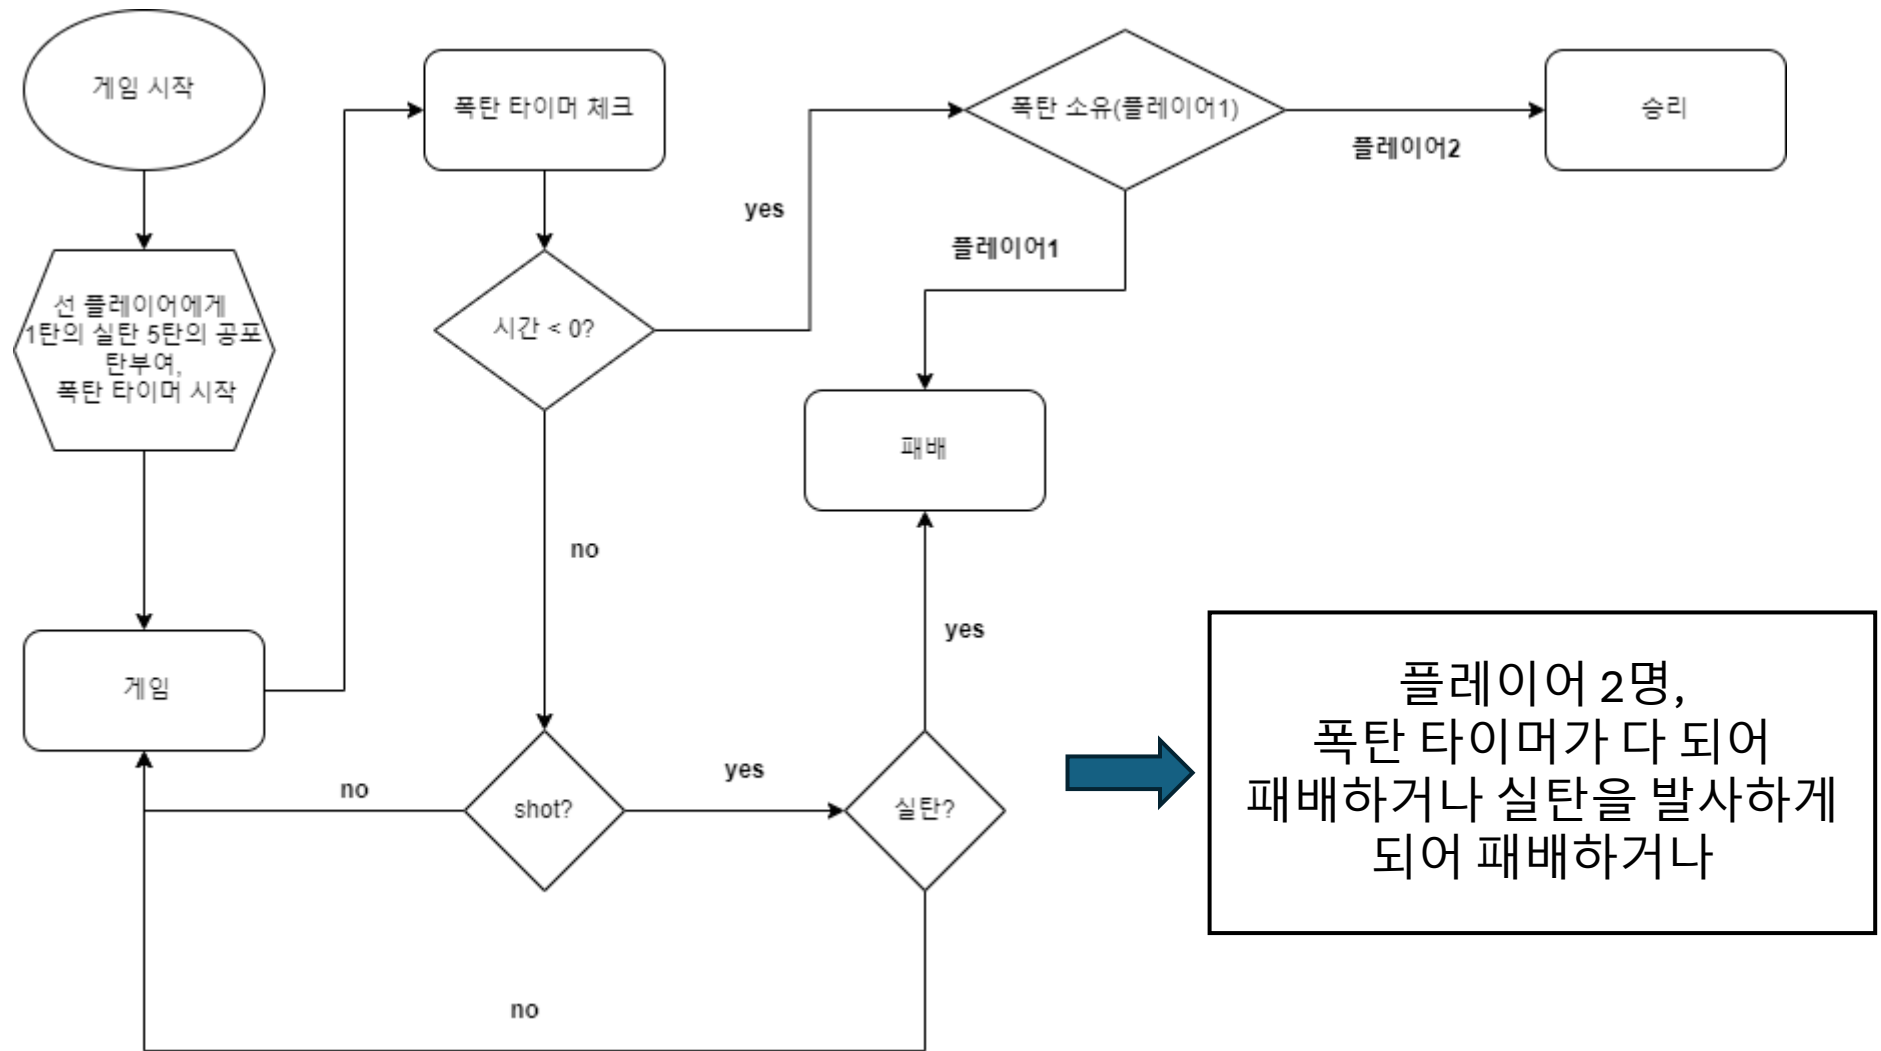 게임 시작
선 플레이어에게
1탄의 실탄 5탄의 공포
탄부여,
폭탄 타이머 시작
게임
폭탄 타이머 체크
시간 < 0?
yes
no
shot?
no
yes
실탄?
yes
no
폭탄 소유(플레이어1)
플레이어1
플레이어2
패배
승리
플레이어 2명,
폭탄 타이머가 다 되어
패배하거나 실탄을 발사하게
되어 패배하거나